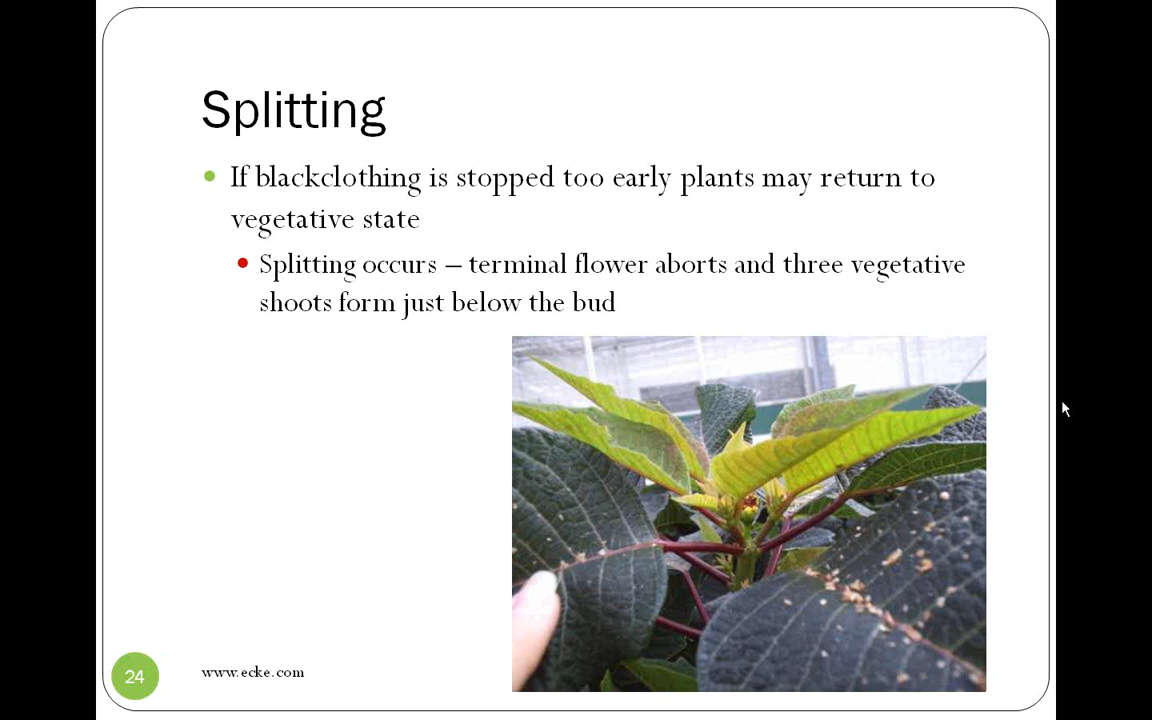 Splitting
If blackclothing is stopped too early plants may return to
vegetative state
Splitting occurs – terminal flower aborts and three vegetative
shoots form just below the bud
24
www.ecke.com